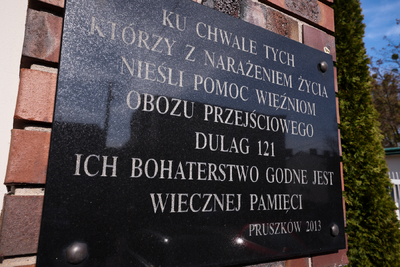 KU CHWALE TYCH
KTÓRZY Z NARAŻENIEM ŻYCIA
NIEŚLI POMOC WIĘŹNIOM
OBOZU PRZEJŚCIOWEGO
DULAG 121
ICH BOHATERSTWO GODNE JEST
WIECZNEJ PAMIĘCI
PRUSZKÓW 2013